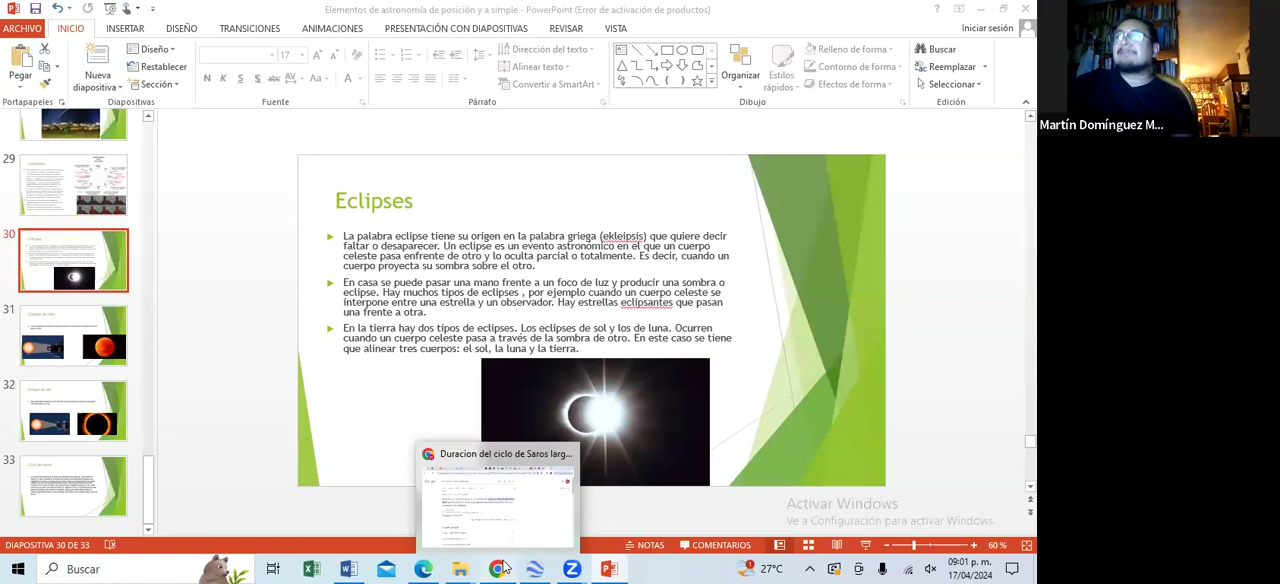 Elementos de astronomía de posición y a simple - PowerPoint (Error de activación de productos)
ARCHIVO INICIO INSERTAR DISEÑO TRANSICIONES ANIMACIONES PRESENTACIÓN CON DIAPOSITIVAS REVISAR VISTA
Iniciar sesión
Pegar
Nueva diapositiva
Diseño
Restablecer
Sección
17
N K S S abc AV Aa A
Dirección del texto
Alinear texto
Convertir a SmartArt
Organizar
Estilos rápidos
Relleno de forma
Contorno de forma
Efectos de forma
Buscar
Reemplazar
Seleccionar
Portapapeles
Diapositivas
Fuente
Párrafo
Dibujo
Edición
Martín Domínguez M...
29
30
31
32
33
Eclipses
La palabra eclipse tiene su origen en la palabra griega (ekleipsis) que quiere decir
faltar o desaparecer. Un eclipse es un evento astronómico en el que un cuerpo
celeste pasa enfrente de otro y lo oculta parcial o totalmente. Es decir, cuando un
cuerpo proyecta su sombra sobre el otro.
En casa se puede pasar una mano frente a un foco de luz y producir una sombra o
eclipse. Hay muchos tipos de eclipses , por ejemplo cuando un cuerpo celeste se
interpone entre una estrella y un observador. Hay estrellas eclipsantes que pasan
una frente a otra.
En la tierra hay dos tipos de eclipses. Los eclipses de sol y los de luna. Ocurren
cuando un cuerpo celeste pasa a través de la sombra de otro. En este caso se tiene
que alinear tres cuerpos: el sol, la luna y la tierra.
Duracion del ciclo de Saros larg...
Activar Windows
Ve a Configuración para activar Windows.
DIAPOSITIVA 30 DE 33
NOTAS
COMENTARIOS
60 %
Buscar
27°C
09:01 p. m.
17/04/2024